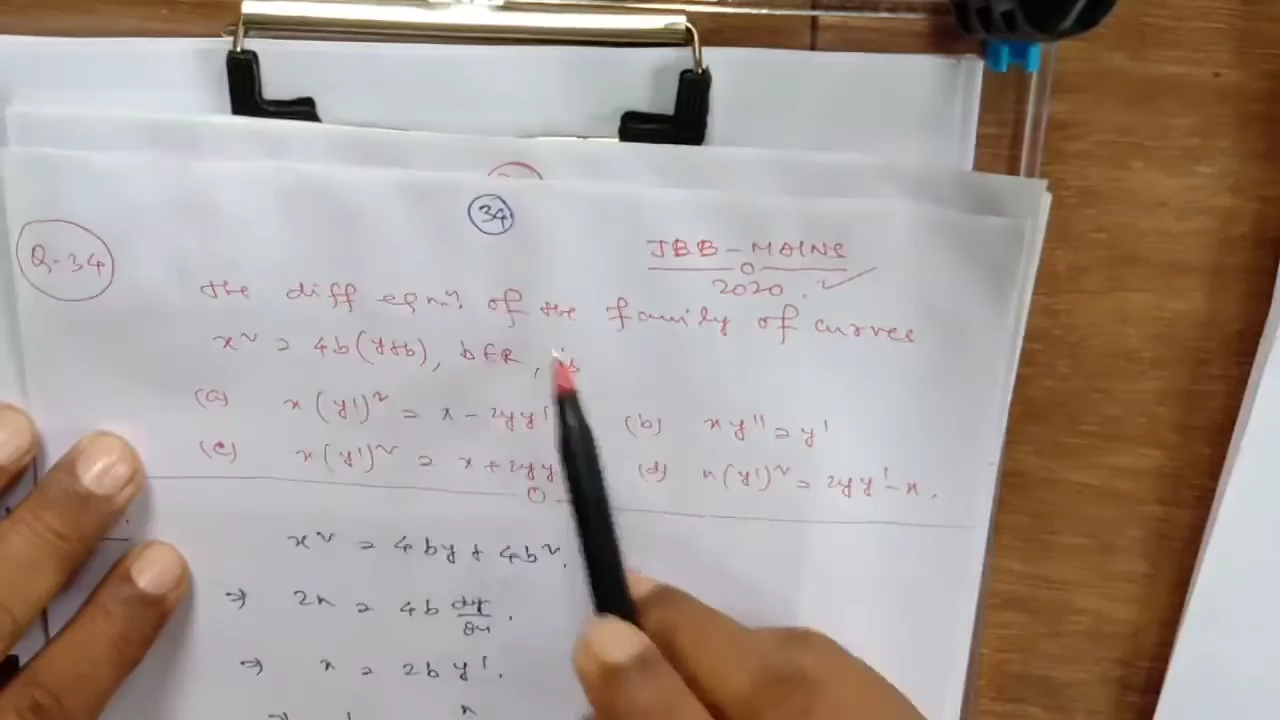 34
Q-34
JEE-MAINS
2020
The diff eqn. of the family of curves
x² = 4b(y+b), b∈R, is
(a) x(y')² = x - 2yy'
(b) xy'' = y'
(c) x(y')² = x + 2yy
(d) x(y')² = 2yy' - x.
x² = 4by + 4b².
⇒ 2x = 4b dy/dx.
⇒ x = 2b y'.
⇒ x